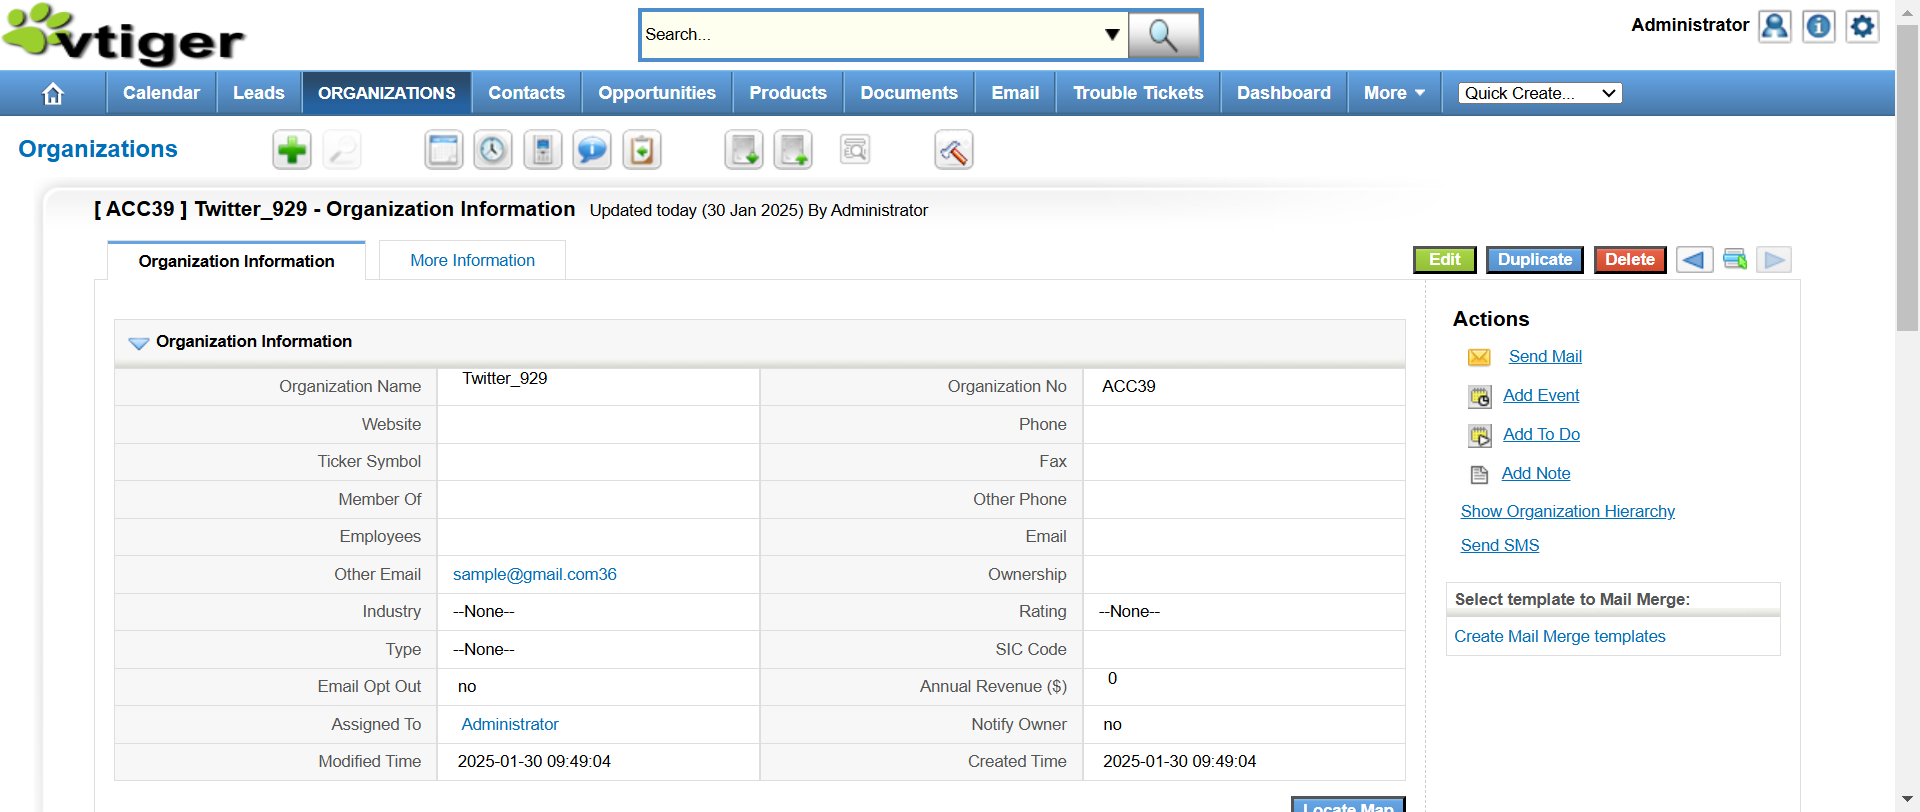 vtiger
Search...
Administrator
Calendar Leads ORGANIZATIONS Contacts Opportunities Products Documents Email Trouble Tickets Dashboard More Quick Create...
Organizations
[ ACC39 ] Twitter_929 - Organization Information Updated today (30 Jan 2025) By Administrator
Organization Information More Information Edit Duplicate Delete
Organization Information
Organization Name Twitter_929 Organization No ACC39
Website Phone
Ticker Symbol Fax
Member Of Other Phone
Employees Email
Other Email sample@gmail.com36 Ownership
Industry --None-- Rating --None--
Type --None-- SIC Code
Email Opt Out no Annual Revenue ($) 0
Assigned To Administrator Notify Owner no
Modified Time 2025-01-30 09:49:04 Created Time 2025-01-30 09:49:04
Locate Map
Actions
Send Mail
Add Event
Add To Do
Add Note
Show Organization Hierarchy
Send SMS
Select template to Mail Merge:
Create Mail Merge templates